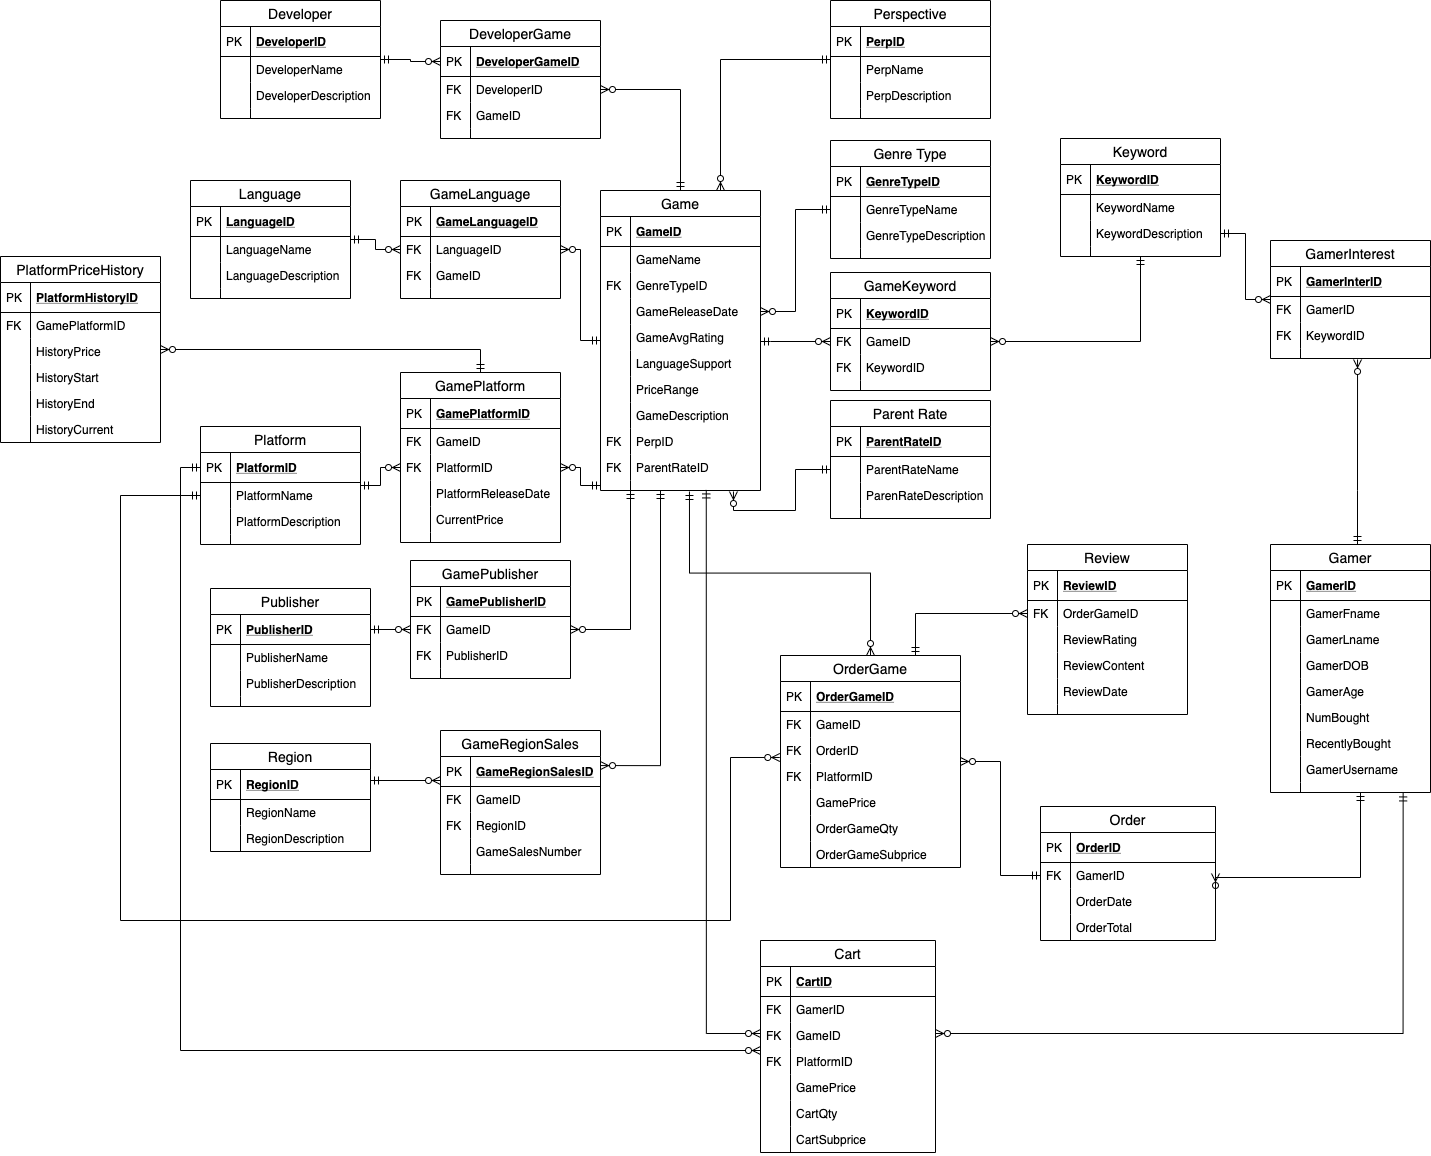 Developer
PK DeveloperID
DeveloperName
DeveloperDescription
DeveloperGame
PK DeveloperGameID
FK DeveloperID
FK GameID
Perspective
PK PerpID
PerpName
PerpDescription
Genre Type
PK GenreTypeID
GenreTypeName
GenreTypeDescription
Keyword
PK KeywordID
KeywordName
KeywordDescription
Language
PK LanguageID
LanguageName
LanguageDescription
GameLanguage
PK GameLanguageID
FK LanguageID
FK GameID
Game
PK GameID
GameName
FK GenreTypeID
GameReleaseDate
GameAvgRating
LanguageSupport
PriceRange
GameDescription
FK PerpID
FK ParentRateID
GamerInterest
PK GamerInterID
FK GamerID
FK KeywordID
PlatformPriceHistory
PK PlatformHistoryID
FK GamePlatformID
HistoryPrice
HistoryStart
HistoryEnd
HistoryCurrent
GameKeyword
PK KeywordID
FK GameID
FK KeywordID
GamePlatform
PK GamePlatformID
FK GameID
FK PlatformID
PlatformReleaseDate
CurrentPrice
Parent Rate
PK ParentRateID
ParentRateName
ParenRateDescription
Platform
PK PlatformID
PlatformName
PlatformDescription
GamePublisher
PK GamePublisherID
FK GameID
FK PublisherID
Publisher
PK PublisherID
PublisherName
PublisherDescription
Review
PK ReviewID
FK OrderGameID
ReviewRating
ReviewContent
ReviewDate
Gamer
PK GamerID
GamerFname
GamerLname
GamerDOB
GamerAge
NumBought
RecentlyBought
GamerUsername
OrderGame
PK OrderGameID
FK GameID
FK OrderID
FK PlatformID
GamePrice
OrderGameQty
OrderGameSubprice
Region
PK RegionID
RegionName
RegionDescription
GameRegionSales
PK GameRegionSalesID
FK GameID
FK RegionID
GameSalesNumber
Order
PK OrderID
FK GamerID
OrderDate
OrderTotal
Cart
PK CartID
FK GamerID
FK GameID
FK PlatformID
GamePrice
CartQty
CartSubprice